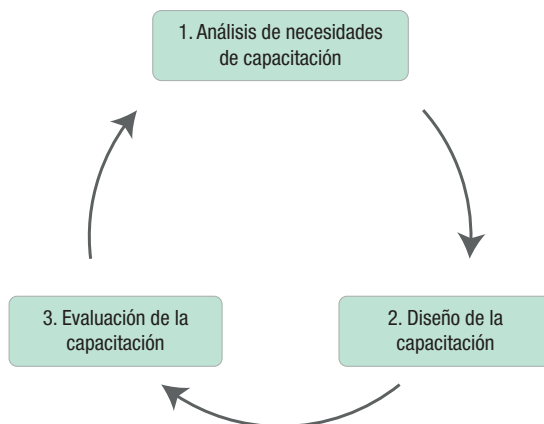 1. Análisis de necesidades
de capacitación
3. Evaluación de la
capacitación
2. Diseño de la
capacitación